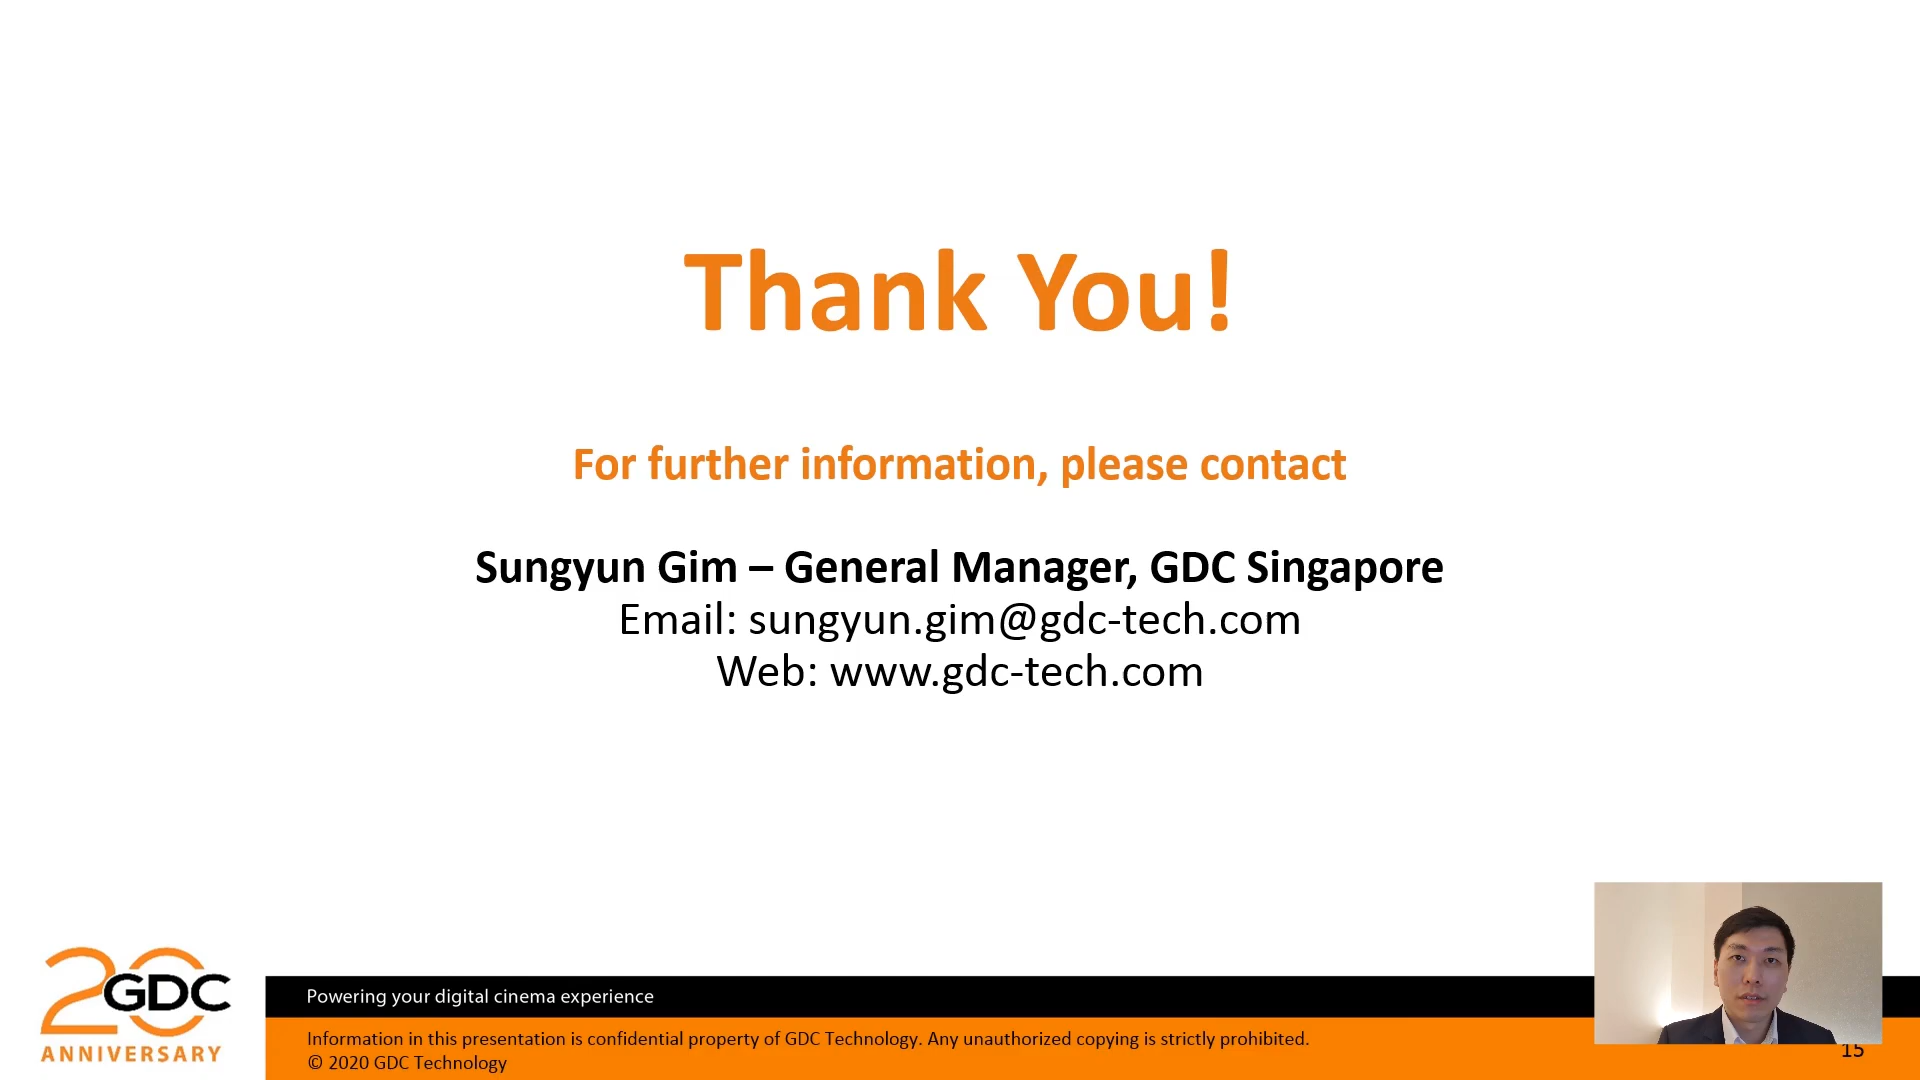 Thank You!
For further information, please contact
Sungyun Gim – General Manager, GDC Singapore
Email: sungyun.gim@gdc-tech.com
Web: www.gdc-tech.com
20 GDC
ANNIVERSARY
Powering your digital cinema experience
Information in this presentation is confidential property of GDC Technology. Any unauthorized copying is strictly prohibited.
© 2020 GDC Technology
15